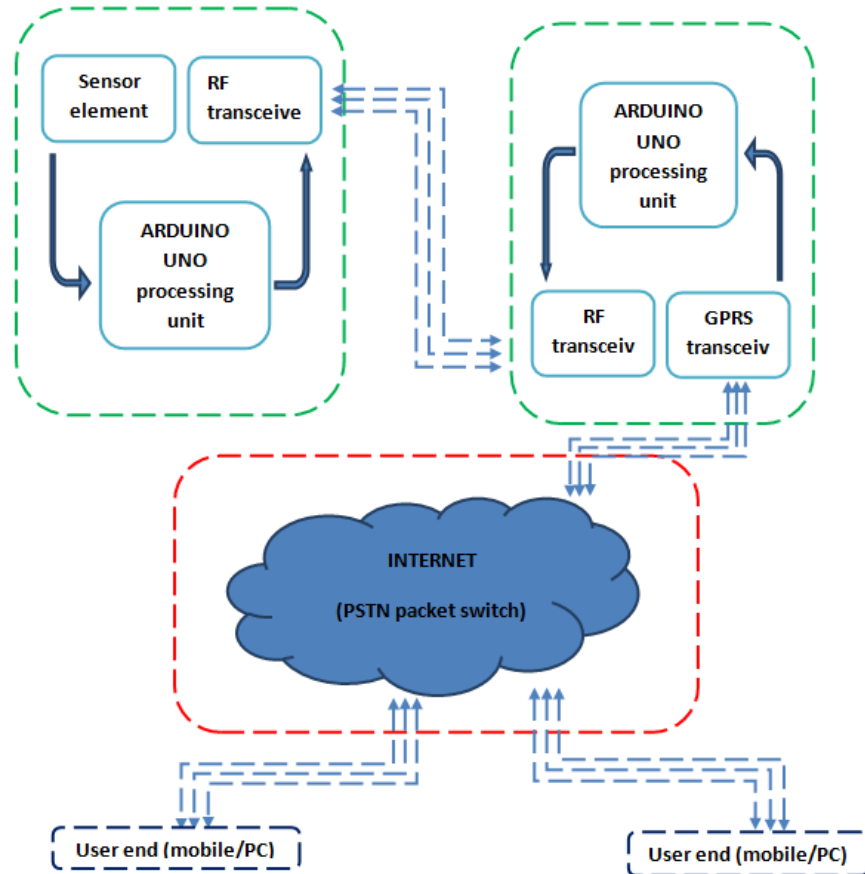 Sensor
element
RF
transceive
ARDUINO
UNO
processing
unit
ARDUINO
UNO
processing
unit
RF
transceiv
GPRS
transceiv
INTERNET
(PSTN packet switch)
User end (mobile/PC)
User end (mobile/PC)